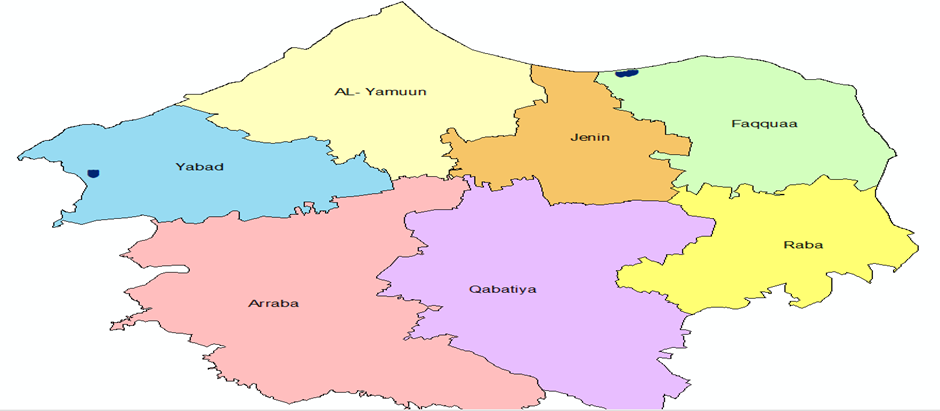 AL- Yamuun
Faqquaa
Jenin
Yabad
Raba
Qabatiya
Arraba